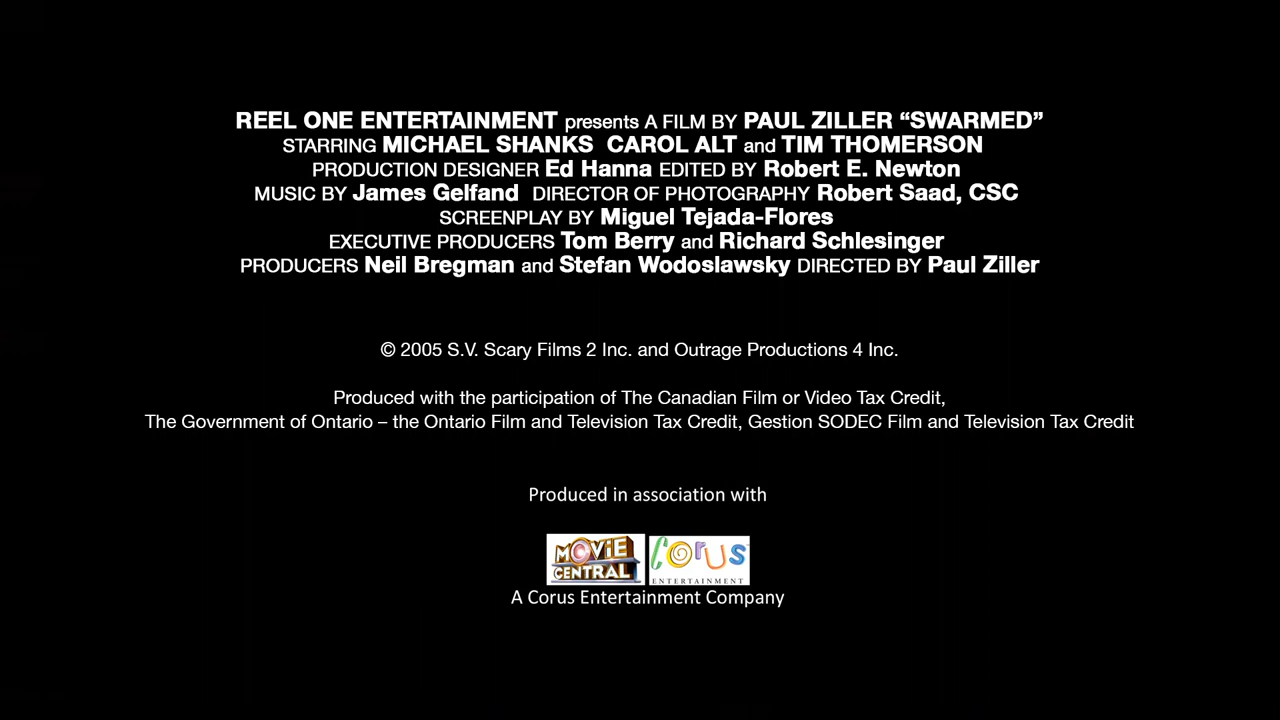 REEL ONE ENTERTAINMENT presents A FILM BY PAUL ZILLER “SWARMED”
STARRING MICHAEL SHANKS CAROL ALT and TIM THOMERSON
PRODUCTION DESIGNER Ed Hanna EDITED BY Robert E. Newton
MUSIC BY James Gelfand DIRECTOR OF PHOTOGRAPHY Robert Saad, CSC
SCREENPLAY BY Miguel Tejada-Flores
EXECUTIVE PRODUCERS Tom Berry and Richard Schlesinger
PRODUCERS Neil Bregman and Stefan Wodoslawsky DIRECTED BY Paul Ziller
© 2005 S.V. Scary Films 2 Inc. and Outrage Productions 4 Inc.
Produced with the participation of The Canadian Film or Video Tax Credit,
The Government of Ontario – the Ontario Film and Television Tax Credit, Gestion SODEC Film and Television Tax Credit
Produced in association with
MOVIE CENTRAL
CORUS ENTERTAINMENT
A Corus Entertainment Company